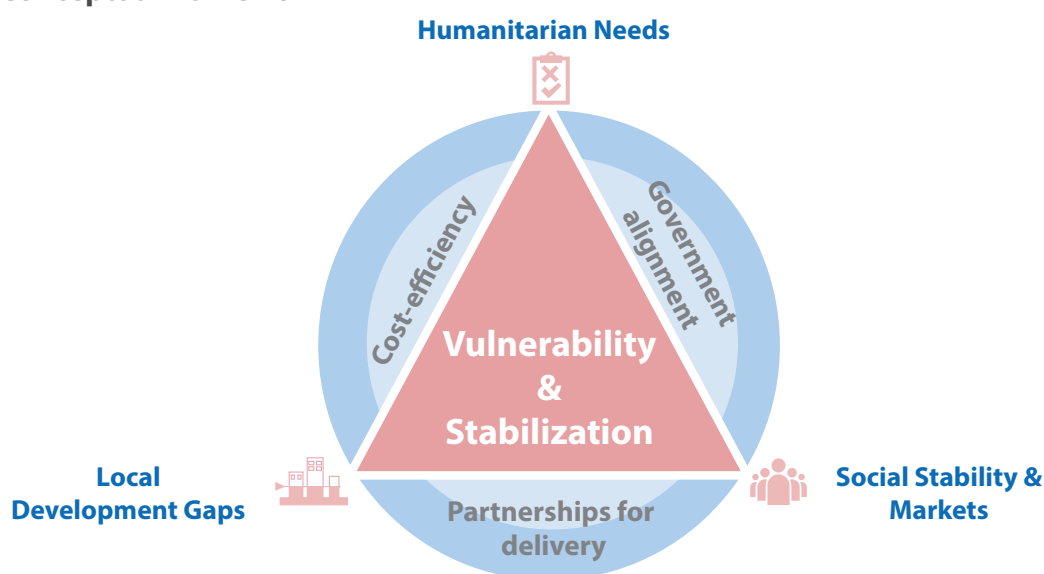 Humanitarian Needs
Cost-efficiency
Government
alignment
Vulnerability
&
Stabilization
Local
Development Gaps
Social Stability &
Markets
Partnerships for
delivery